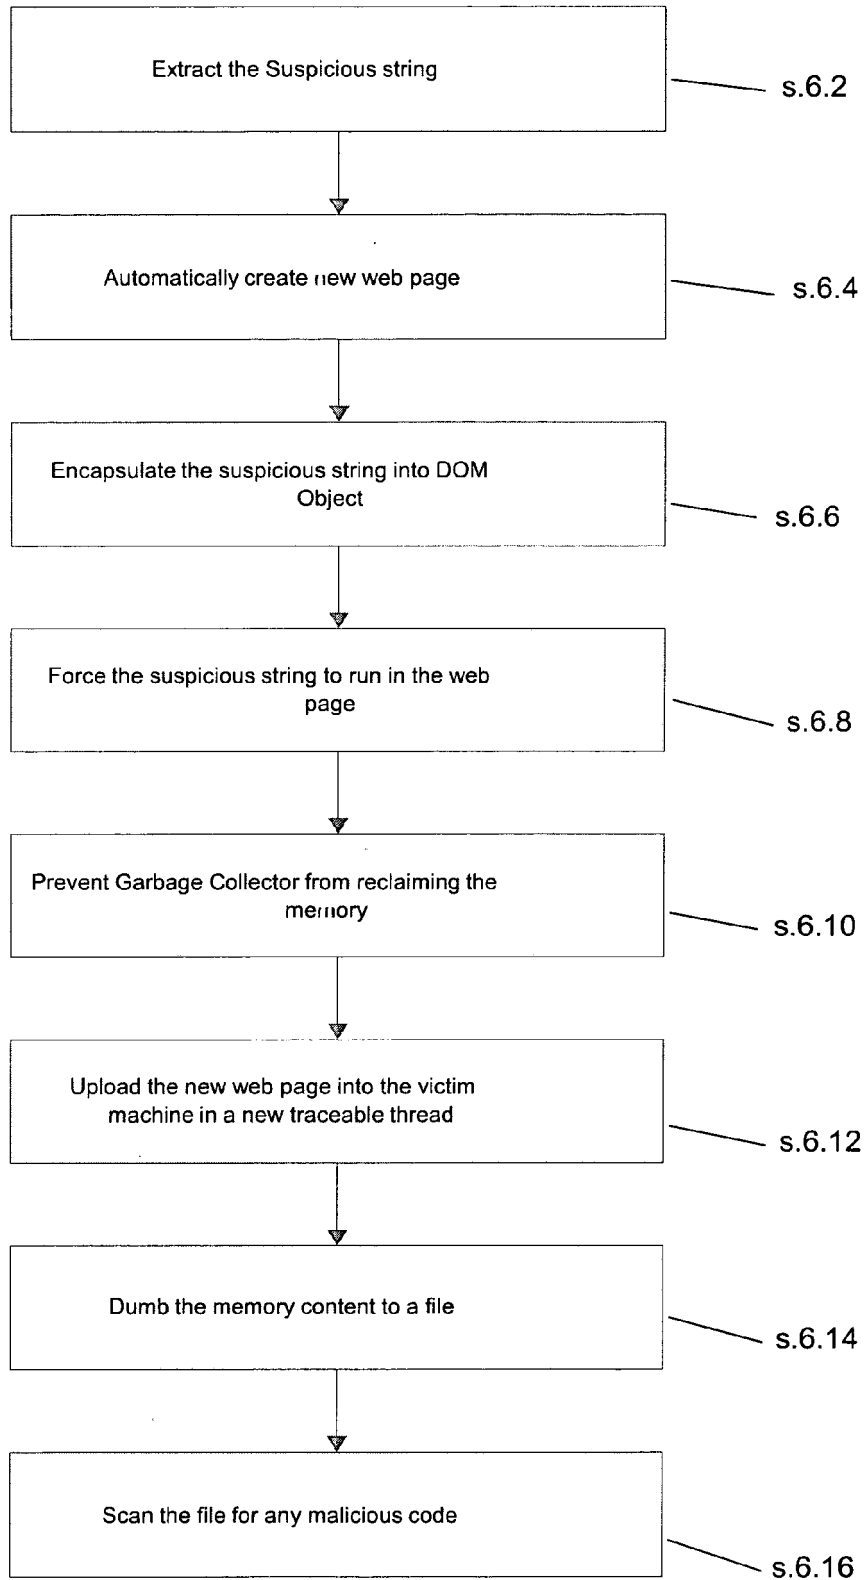 Extract the Suspicious string
s.6.2
Automatically create new web page
s.6.4
Encapsulate the suspicious string into DOM
Object
s.6.6
Force the suspicious string to run in the web
page
s.6.8
Prevent Garbage Collector from reclaiming the
memory
s.6.10
Upload the new web page into the victim
machine in a new traceable thread
s.6.12
Dumb the memory content to a file
s.6.14
Scan the file for any malicious code
s.6.16